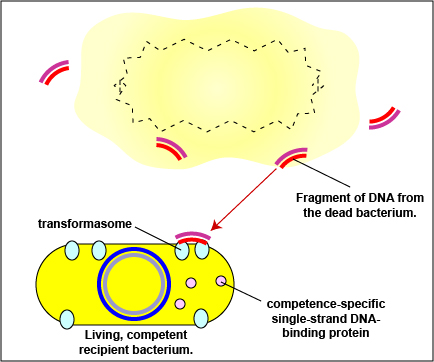 Fragment of DNA from
the dead bacterium.
transformasome
competence-specific
single-strand DNA-
binding protein
Living, competent
recipient bacterium.